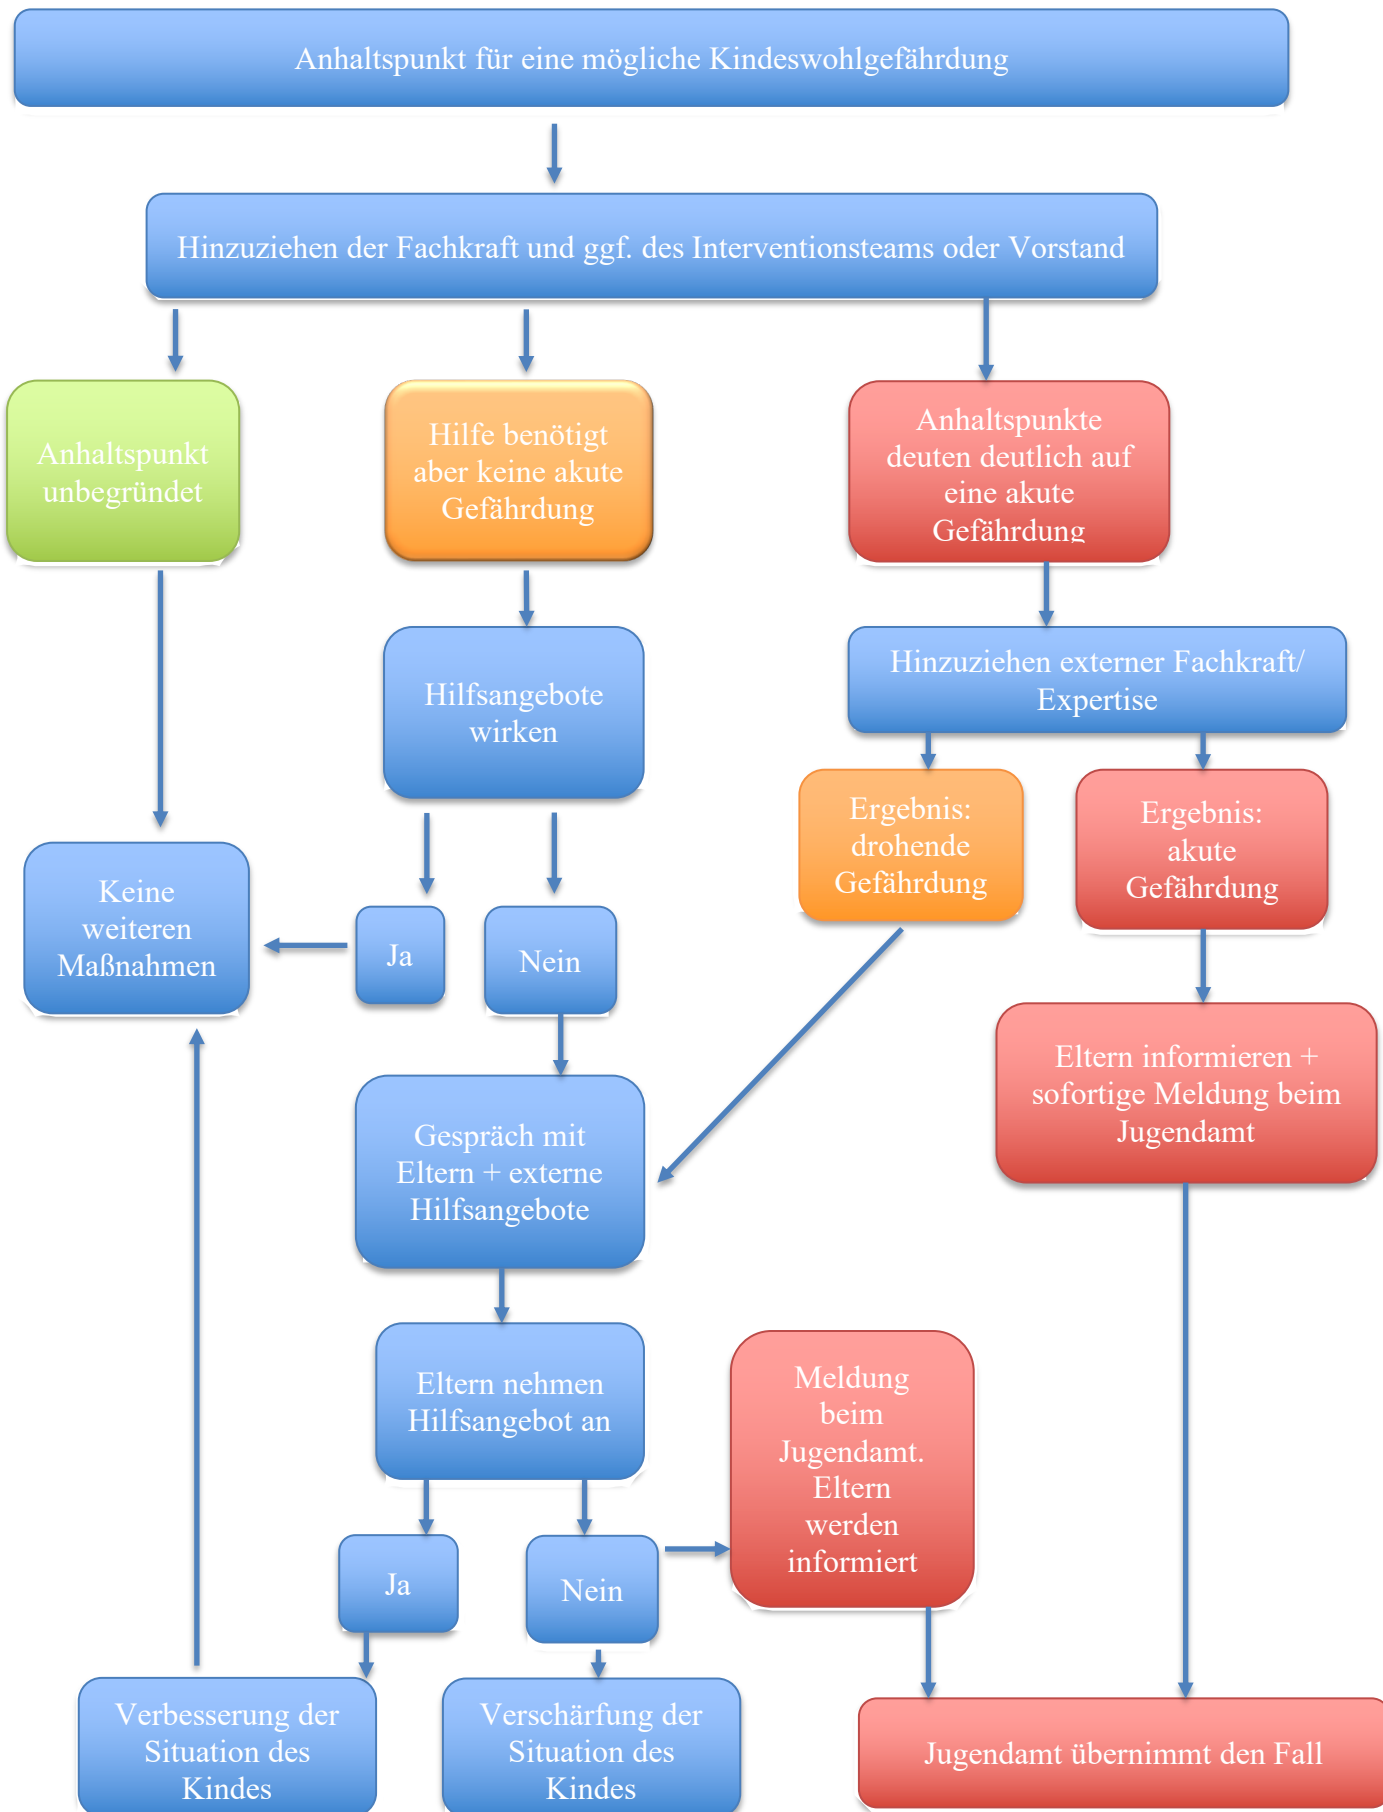 Anhaltspunkt für eine mögliche Kindeswohlgefährdung
Hinzuziehen der Fachkraft und ggf. des Interventionsteams oder Vorstand
Anhaltspunkt
unbegründet
Hilfe benötigt
aber keine akute
Gefährdung
Anhaltspunkte
deuten deutlich auf
eine akute
Gefährdung
Hilfsangebote
wirken
Hinzuziehen externer Fachkraft/
Expertise
Ergebnis:
drohende
Gefährdung
Ergebnis:
akute
Gefährdung
Keine
weiteren
Maßnahmen
Ja
Nein
Eltern informieren +
sofortige Meldung beim
Jugendamt
Gespräch mit
Eltern + externe
Hilfsangebote
Eltern nehmen
Hilfsangebot an
Meldung
beim
Jugendamt.
Eltern
werden
informiert
Ja
Nein
Verbesserung der
Situation des
Kindes
Verschärfung der
Situation des
Kindes
Jugendamt übernimmt den Fall